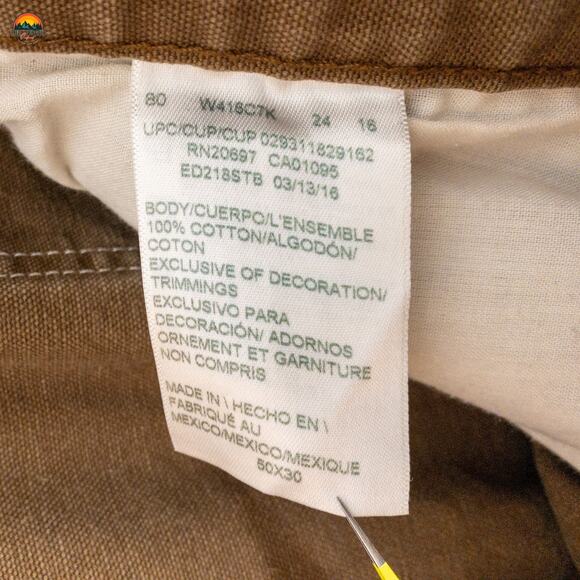 80 W416C7K 24 16
UPC/CUP/CUP 029311829162
RN20697 CA01095
ED218STB 03/13/16
BODY/CUERPO/L'ENSEMBLE
100% COTTON/ALGODÓN/
COTON
EXCLUSIVE OF DECORATION/
TRIMMINGS
EXCLUSIVO PARA
DECORACIÓN/ ADORNOS
ORNEMENT ET GARNITURE
NON COMPRIS
MADE IN \ HECHO EN \
FABRIQUÉ AU
MEXICO/MEXICO/MEXIQUE
50X30